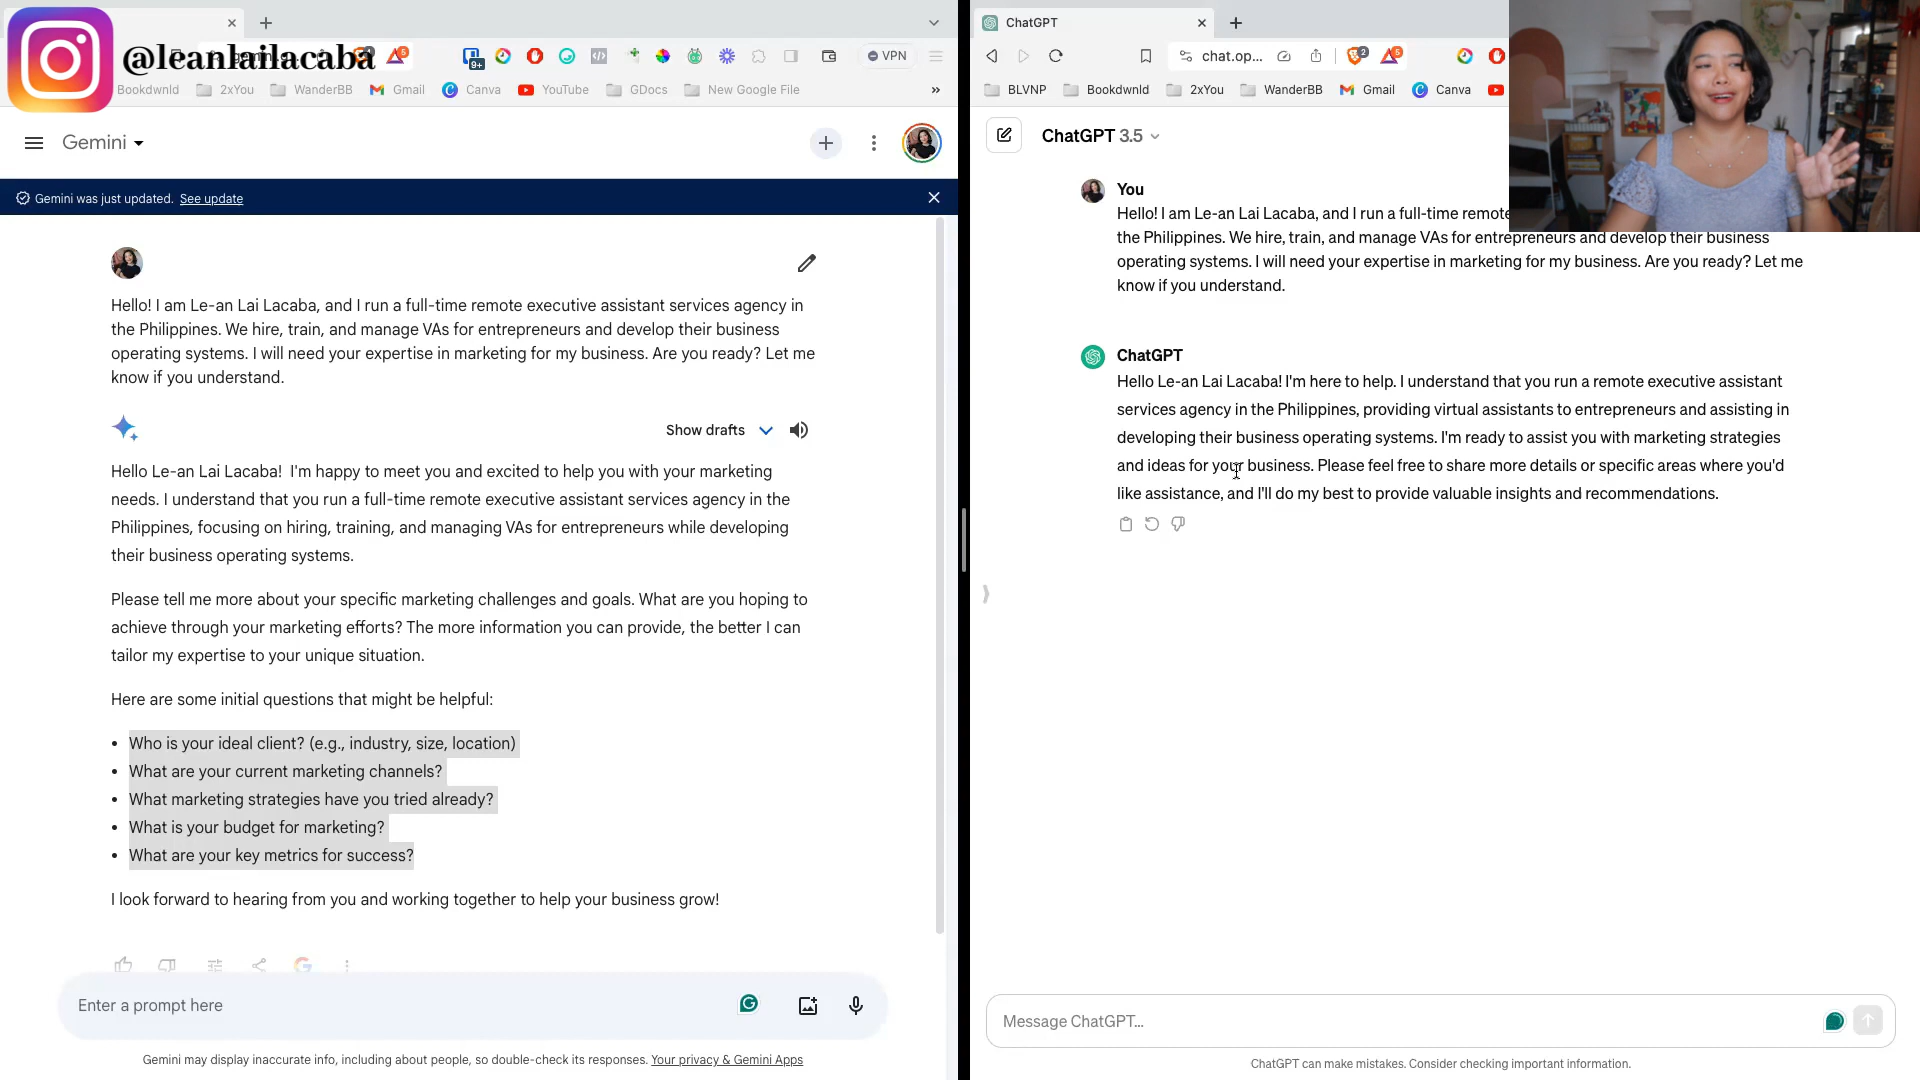 @leanlailacaba
9+
5
VPN
Bookdwnld
2xYou
WanderBB
Gmail
Canva
YouTube
GDocs
New Google File
»
Gemini
Gemini was just updated. See update
Hello! I am Le-an Lai Lacaba, and I run a full-time remote executive assistant services agency in
the Philippines. We hire, train, and manage VAs for entrepreneurs and develop their business
operating systems. I will need your expertise in marketing for my business. Are you ready? Let me
know if you understand.
Show drafts
Hello Le-an Lai Lacaba! I'm happy to meet you and excited to help you with your marketing
needs. I understand that you run a full-time remote executive assistant services agency in the
Philippines, focusing on hiring, training, and managing VAs for entrepreneurs while developing
their business operating systems.
Please tell me more about your specific marketing challenges and goals. What are you hoping to
achieve through your marketing efforts? The more information you can provide, the better I can
tailor my expertise to your unique situation.
Here are some initial questions that might be helpful:
• Who is your ideal client? (e.g., industry, size, location)
• What are your current marketing channels?
• What marketing strategies have you tried already?
• What is your budget for marketing?
• What are your key metrics for success?
I look forward to hearing from you and working together to help your business grow!
Enter a prompt here
Gemini may display inaccurate info, including about people, so double-check its responses. Your privacy & Gemini Apps
ChatGPT
chat.op...
2
5
BLVNP
Bookdwnld
2xYou
WanderBB
Gmail
Canva
ChatGPT 3.5
You
Hello! I am Le-an Lai Lacaba, and I run a full-time remote
the Philippines. We hire, train, and manage VAs for entrepreneurs and develop their business
operating systems. I will need your expertise in marketing for my business. Are you ready? Let me
know if you understand.
ChatGPT
Hello Le-an Lai Lacaba! I'm here to help. I understand that you run a remote executive assistant
services agency in the Philippines, providing virtual assistants to entrepreneurs and assisting in
developing their business operating systems. I'm ready to assist you with marketing strategies
and ideas for your business. Please feel free to share more details or specific areas where you'd
like assistance, and I'll do my best to provide valuable insights and recommendations.
Message ChatGPT...
ChatGPT can make mistakes. Consider checking important information.